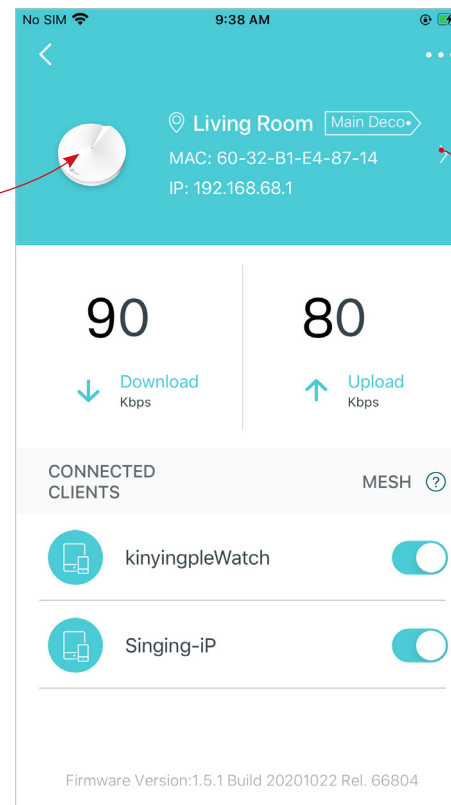 No SIM 9:38 AM
Living Room Main Deco
MAC: 60-32-B1-E4-87-14
IP: 192.168.68.1
90 80
Download Upload
Kbps Kbps
CONNECTED
CLIENTS
MESH ?
kinyingpleWatch
Singing-iP
Firmware Version:1.5.1 Build 20201022 Rel. 66804